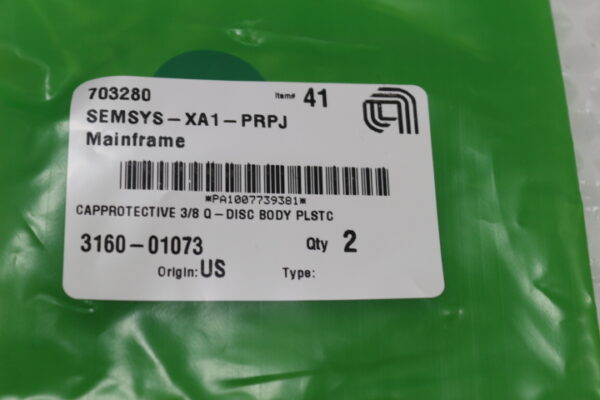 703280 Item# 41
SEMSYS-XA1-PRPJ
Mainframe
*PA1007739381*
CAPPROTECTIVE 3/8 Q-DISC BODY PLSTC
3160-01073 Qty 2
Origin: US Type: